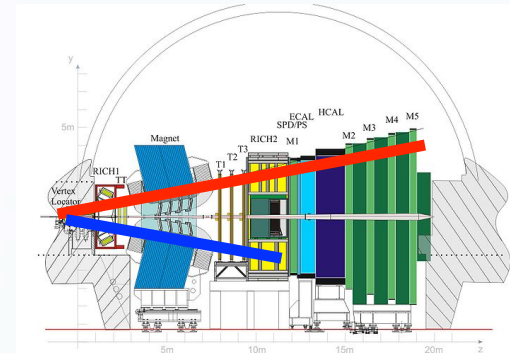 y
5m
Magnet
RICH1
TT
Vertex
Locator
T1
T2
T3
RICH2
SPD/PS
M1
ECAL
HCAL
M2
M3
M4
M5
5m
10m
15m
20m
z